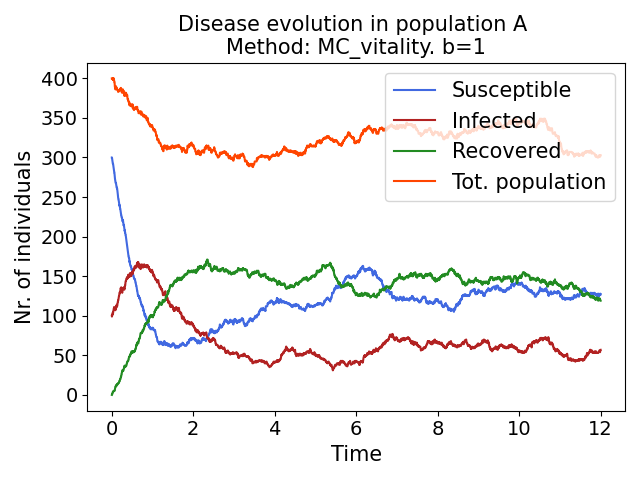 Disease evolution in population A
Method: MC_vitality. b=1
Nr. of individuals
400
350
300
250
200
150
100
50
0
Susceptible
Infected
Recovered
Tot. population
0 2 4 6 8 10 12
Time